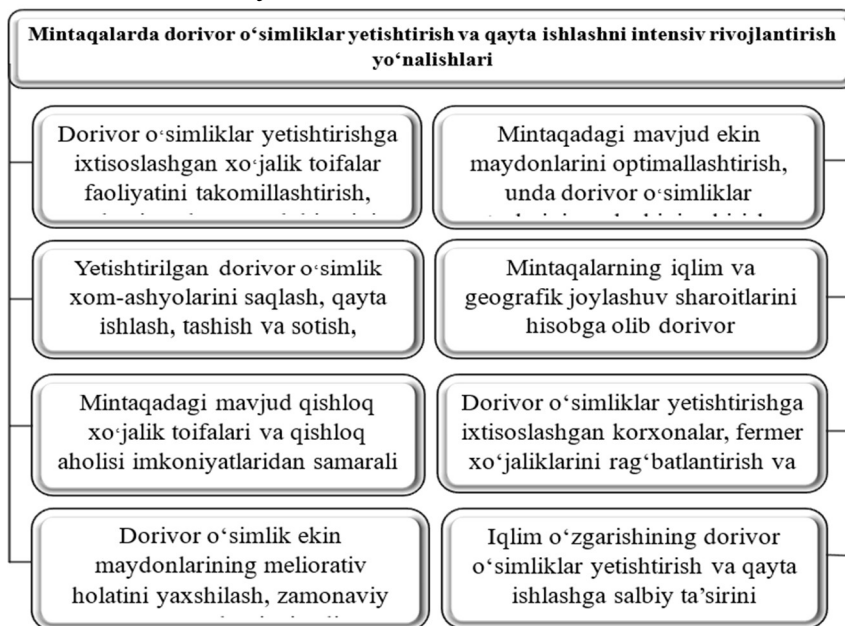 Mintaqalarda dorivor o‘simliklar yetishtirish va qayta ishlashni intensiv rivojlantirish
yo‘nalishlari
Dorivor o‘simliklar yetishtirishga
ixtisoslashgan xo‘jalik toifalar
faoliyatini takomillashtirish,
Mintaqadagi mavjud ekin
maydonlarini optimallashtirish,
unda dorivor o‘simliklar
Yetishtirilgan dorivor o‘simlik
xom-ashyolarini saqlash, qayta
ishlash, tashish va sotish,
Mintaqalarning iqlim va
geografik joylashuv sharoitlarini
hisobga olib dorivor
Mintaqadagi mavjud qishloq
xo‘jalik toifalari va qishloq
aholisi imkoniyatlaridan samarali
Dorivor o‘simliklar yetishtirishga
ixtisoslashgan korxonalar, fermer
xo‘jaliklarini rag‘batlantirish va
Dorivor o‘simlik ekin
maydonlarining meliorativ
holatini yaxshilash, zamonaviy
Iqlim o‘zgarishining dorivor
o‘simliklar yetishtirish va qayta
ishlashga salbiy ta’sirini